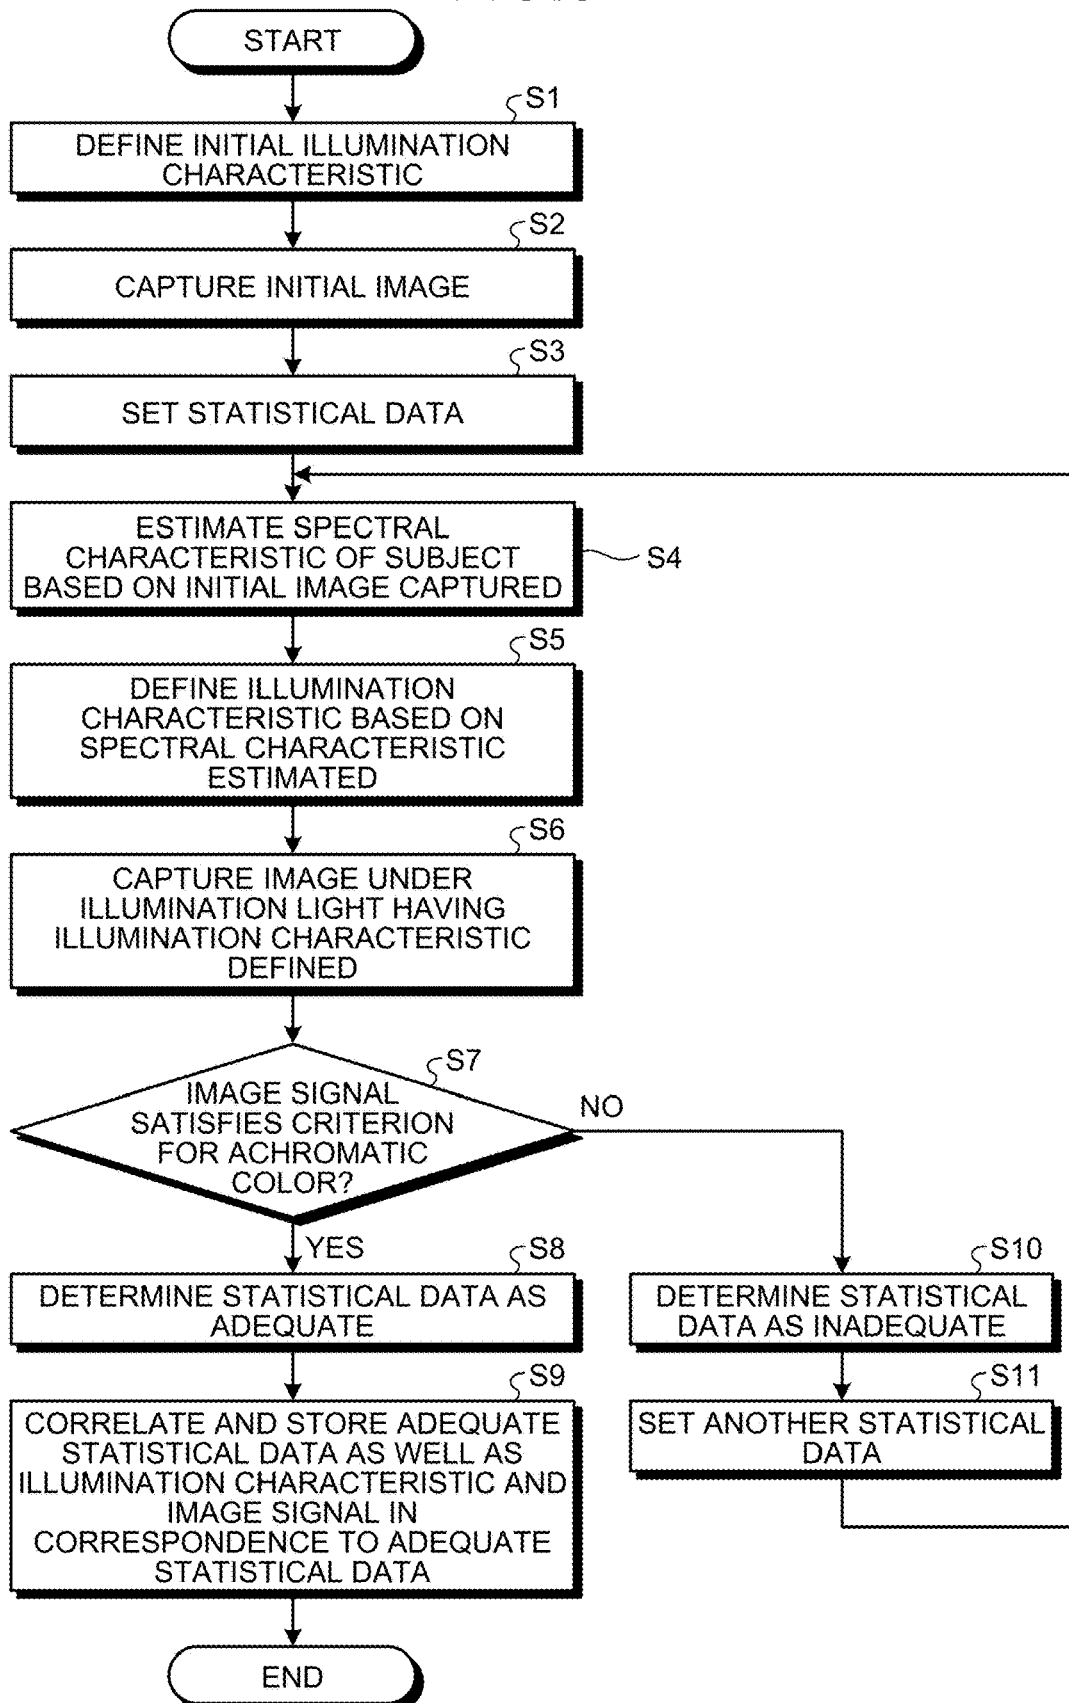 START
S1
DEFINE INITIAL ILLUMINATION
CHARACTERISTIC
S2
CAPTURE INITIAL IMAGE
S3
SET STATISTICAL DATA
ESTIMATE SPECTRAL
CHARACTERISTIC OF SUBJECT
BASED ON INITIAL IMAGE CAPTURED
S4
S5
DEFINE ILLUMINATION
CHARACTERISTIC BASED ON
SPECTRAL CHARACTERISTIC
ESTIMATED
S6
CAPTURE IMAGE UNDER
ILLUMINATION LIGHT HAVING
ILLUMINATION CHARACTERISTIC
DEFINED
S7
IMAGE SIGNAL
SATISFIES CRITERION
FOR ACHROMATIC
COLOR?
NO
YES
S8
DETERMINE STATISTICAL DATA AS
ADEQUATE
S10
DETERMINE STATISTICAL
DATA AS INADEQUATE
S9
CORRELATE AND STORE ADEQUATE
STATISTICAL DATA AS WELL AS
ILLUMINATION CHARACTERISTIC AND
IMAGE SIGNAL IN
CORRESPONDENCE TO ADEQUATE
STATISTICAL DATA
S11
SET ANOTHER STATISTICAL
DATA
END